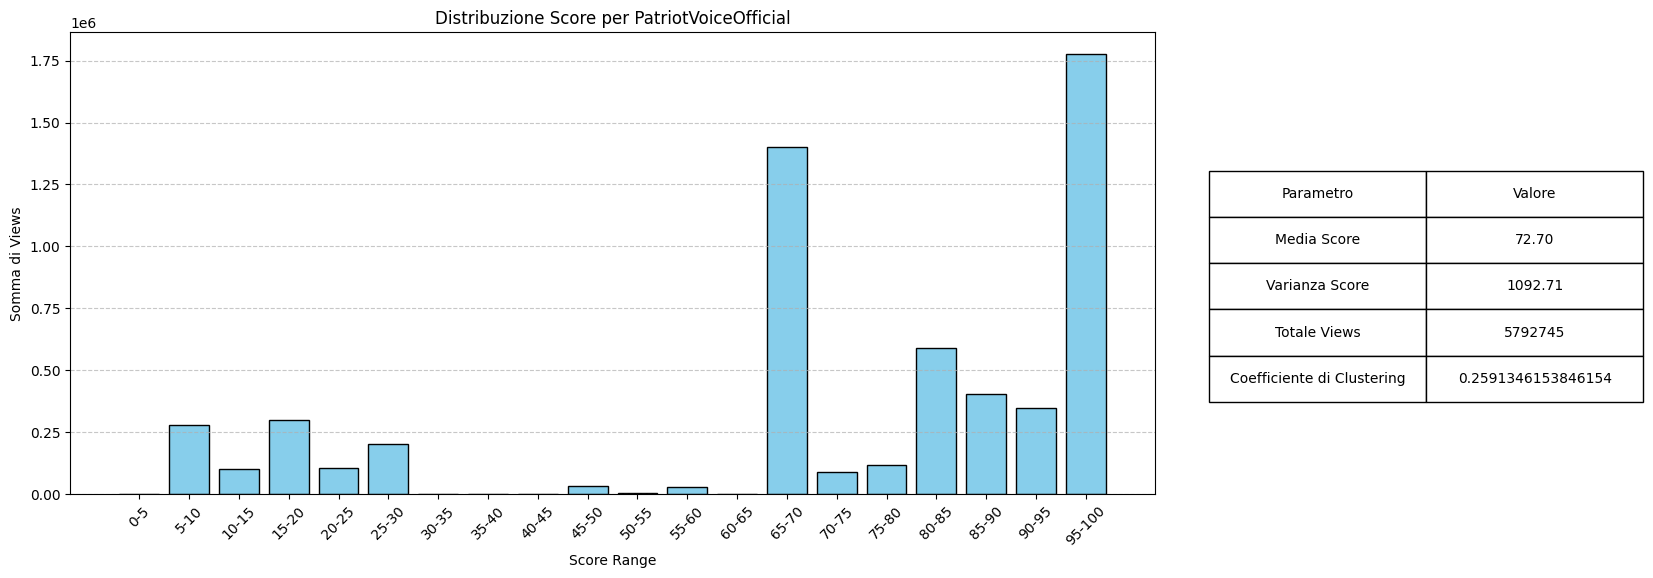 Distribuzione Score per PatriotVoiceOfficial
1e6
1.75
1.50
1.25
1.00
0.75
0.50
0.25
0.00
Somma di Views
0-5 5-10 10-15 15-20 20-25 25-30 30-35 35-40 40-45 45-50 50-55 55-60 60-65 65-70 70-75 75-80 80-85 85-90 90-95 95-100
Score Range
Parametro Valore
Media Score 72.70
Varianza Score 1092.71
Totale Views 5792745
Coefficiente di Clustering 0.2591346153846154